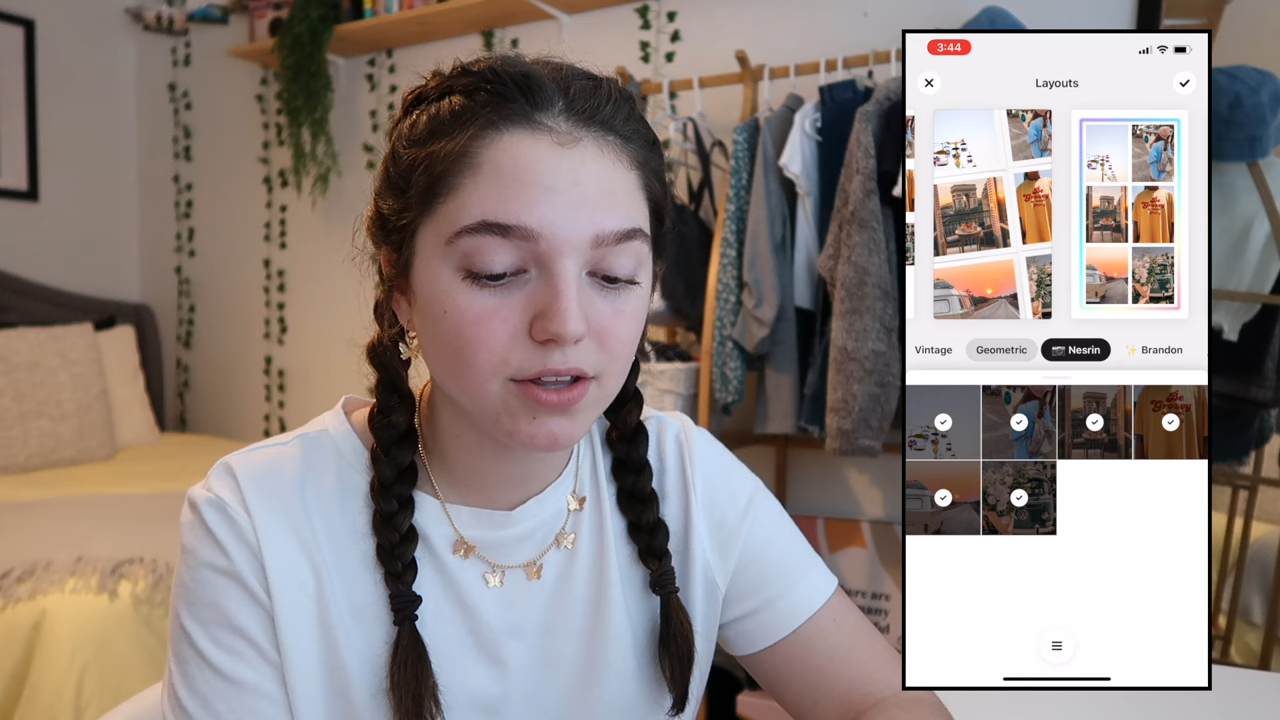 3:44
Layouts
Be
Groovy
Be
Groovy
Vintage
Geometric
Nesrin
Brandon
Be
Groovy